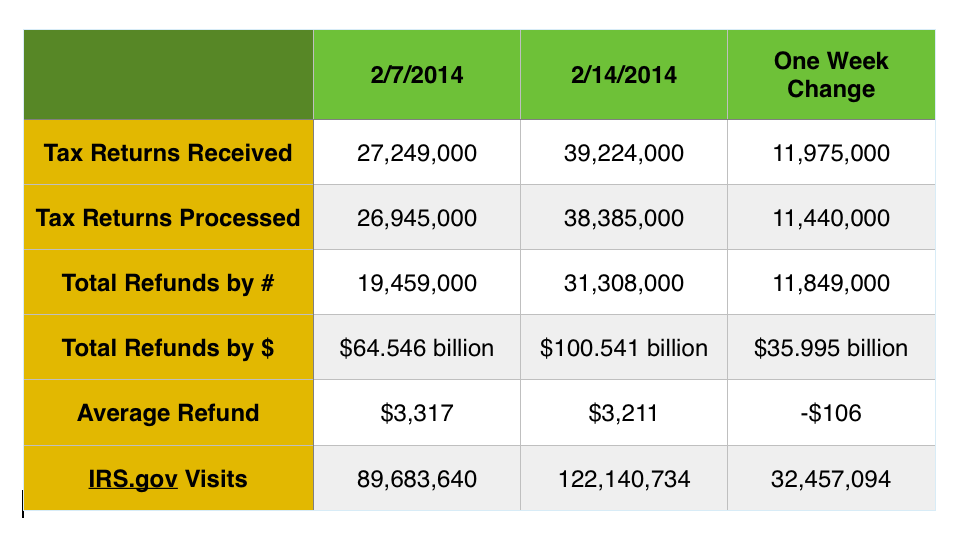 2/7/2014 2/14/2014 One Week
Change
Tax Returns Received 27,249,000 39,224,000 11,975,000
Tax Returns Processed 26,945,000 38,385,000 11,440,000
Total Refunds by # 19,459,000 31,308,000 11,849,000
Total Refunds by $ $64.546 billion $100.541 billion $35.995 billion
Average Refund $3,317 $3,211 -$106
IRS.gov Visits 89,683,640 122,140,734 32,457,094